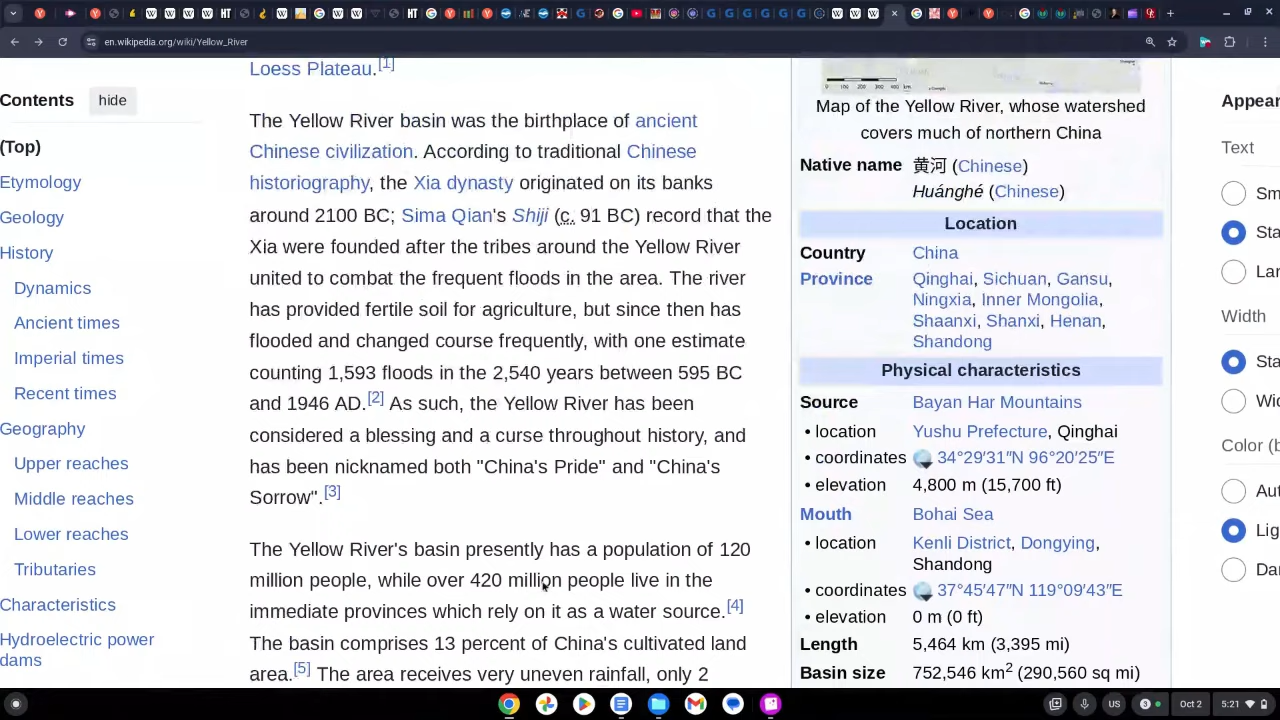 en.wikipedia.org/wiki/Yellow_River
Contents hide
(Top)
Etymology
Geology
History
Dynamics
Ancient times
Imperial times
Recent times
Geography
Upper reaches
Middle reaches
Lower reaches
Tributaries
Characteristics
Hydroelectric power
dams
Loess Plateau.[1]
The Yellow River basin was the birthplace of ancient
Chinese civilization. According to traditional Chinese
historiography, the Xia dynasty originated on its banks
around 2100 BC; Sima Qian's Shiji (c. 91 BC) record that the
Xia were founded after the tribes around the Yellow River
united to combat the frequent floods in the area. The river
has provided fertile soil for agriculture, but since then has
flooded and changed course frequently, with one estimate
counting 1,593 floods in the 2,540 years between 595 BC
and 1946 AD.[2] As such, the Yellow River has been
considered a blessing and a curse throughout history, and
has been nicknamed both "China's Pride" and "China's
Sorrow".[3]
The Yellow River's basin presently has a population of 120
million people, while over 420 million people live in the
immediate provinces which rely on it as a water source.[4]
The basin comprises 13 percent of China's cultivated land
area.[5] The area receives very uneven rainfall, only 2
0 100 200 300 400 km
Map of the Yellow River, whose watershed
covers much of northern China
Native name 黄河 (Chinese)
Huánghé (Chinese)
Location
Country China
Province Qinghai, Sichuan, Gansu,
Ningxia, Inner Mongolia,
Shaanxi, Shanxi, Henan,
Shandong
Physical characteristics
Source Bayan Har Mountains
• location Yushu Prefecture, Qinghai
• coordinates 34°29′31″N 96°20′25″E
• elevation 4,800 m (15,700 ft)
Mouth Bohai Sea
• location Kenli District, Dongying,
Shandong
• coordinates 37°45′47″N 119°09′43″E
• elevation 0 m (0 ft)
Length 5,464 km (3,395 mi)
Basin size 752,546 km2 (290,560 sq mi)
Appear
Text
Sm
Sta
Lar
Width
Sta
Wid
Color (b
Aut
Lig
Dar
US 3 Oct 2 5:21